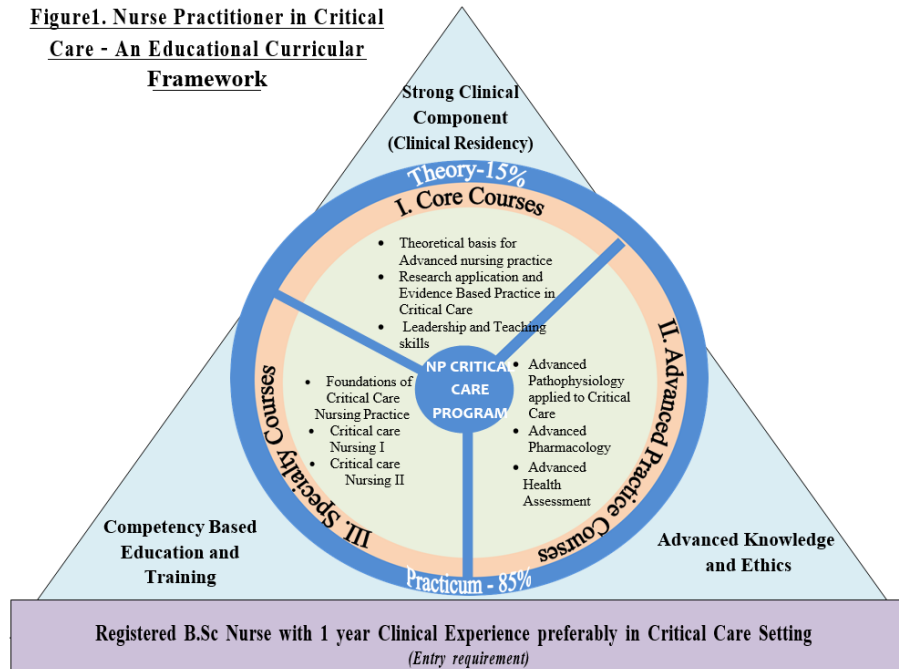 Figure1. Nurse Practitioner in Critical
Care - An Educational Curricular
Framework
Strong Clinical
Component
(Clinical Residency)
Theory-15%
I. Core Courses
• Theoretical basis for
Advanced nursing practice
• Research application and
Evidence Based Practice in
Critical Care
• Leadership and Teaching
skills
II. Advanced Practice Courses
• Advanced
Pathophysiology
applied to Critical
Care
• Advanced
Pharmacology
• Advanced
Health
Assessment
III. Specialty Courses
• Foundations of
Critical Care
Nursing Practice
• Critical care
Nursing I
• Critical care
Nursing II
NP CRITICAL
CARE
PROGRAM
Practicum - 85%
Competency Based
Education and
Training
Advanced Knowledge
and Ethics
Registered B.Sc Nurse with 1 year Clinical Experience preferably in Critical Care Setting
(Entry requirement)